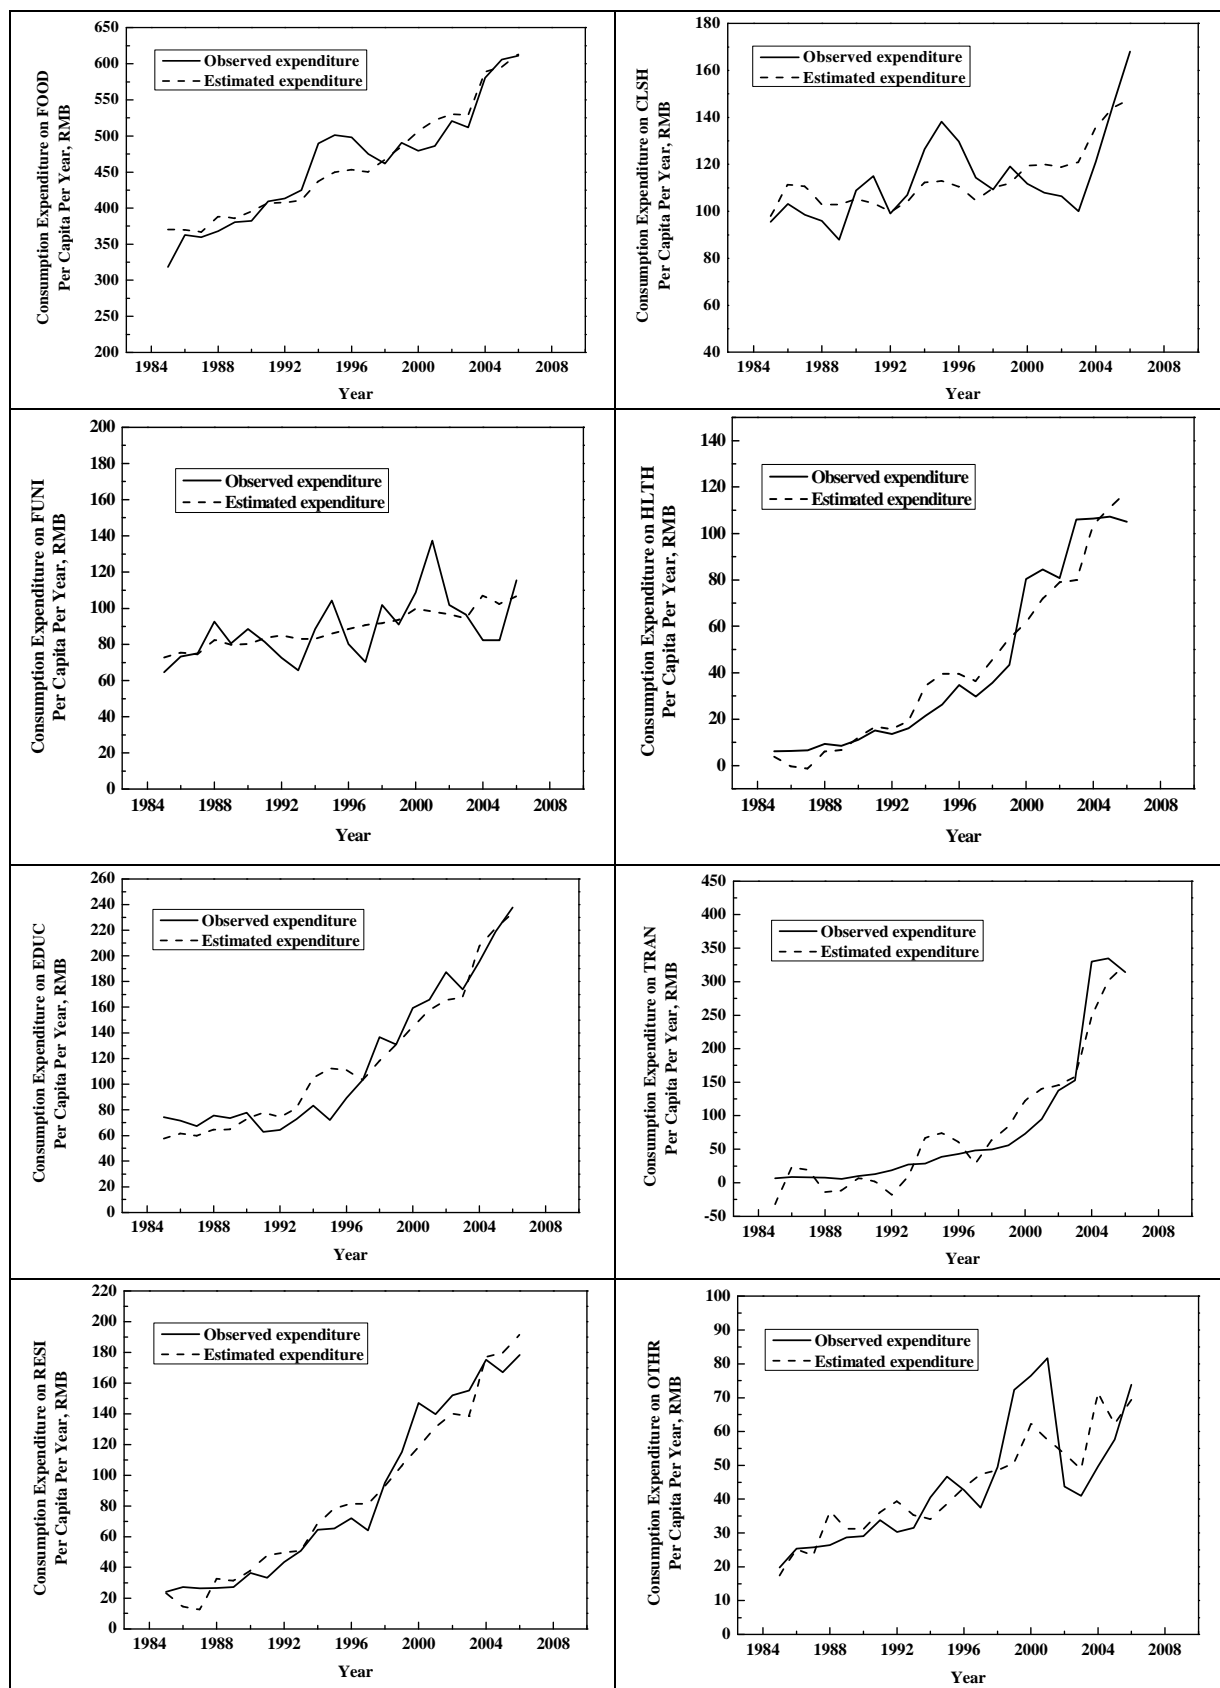 Consumption Expenditure on FOOD
Per Capita Per Year, RMB
650
600
550
500
450
400
350
300
250
200
Observed expenditure
Estimated expenditure
1984 1988 1992 1996 2000 2004 2008
Year
Consumption Expenditure on CLSH
Per Capita Per Year, RMB
180
160
140
120
100
80
60
40
Observed expenditure
Estimated expenditure
1984 1988 1992 1996 2000 2004 2008
Year
Consumption Expenditure on FUNI
Per Capita Per Year, RMB
200
180
160
140
120
100
80
60
40
20
0
Observed expenditure
Estimated expenditure
1984 1988 1992 1996 2000 2004 2008
Year
Consumption Expenditure on HLTH
Per Capita Per Year, RMB
140
120
100
80
60
40
20
0
Observed expenditure
Estimated expenditure
1984 1988 1992 1996 2000 2004 2008
Year
Consumption Expenditure on EDUC
Per Capita Per Year, RMB
260
240
220
200
180
160
140
120
100
80
60
40
20
0
Observed expenditure
Estimated expenditure
1984 1988 1992 1996 2000 2004 2008
Year
Consumption Expenditure on TRAN
Per Capita Per Year, RMB
450
400
350
300
250
200
150
100
50
0
-50
Observed expenditure
Estimated expenditure
1984 1988 1992 1996 2000 2004 2008
Year
Consumption Expenditure on RESI
Per Capita Per Year, RMB
220
200
180
160
140
120
100
80
60
40
20
0
Observed expenditure
Estimated expenditure
1984 1988 1992 1996 2000 2004 2008
Year
Consumption Expenditure on OTHR
Per Capita Per Year, RMB
100
90
80
70
60
50
40
30
20
10
0
Observed expenditure
Estimated expenditure
1984 1988 1992 1996 2000 2004 2008
Year